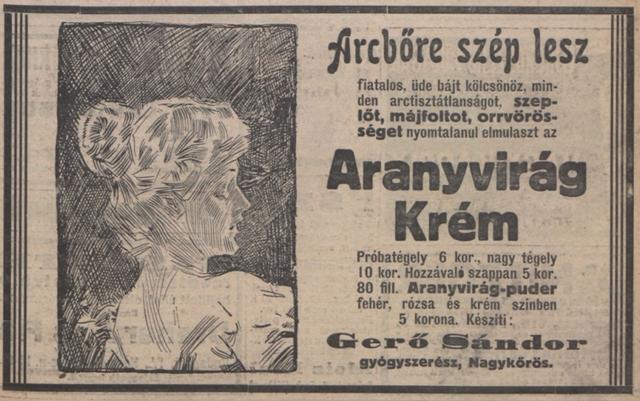 Arcbőre szép lesz
fiatalos, üde bájt kölcsönöz, min-
den arctisztátlanságot, szep-
lőt, májfoltot, orrvörös-
séget nyomtalanul elmulaszt az
Aranyvirág
Krém
Próbatégely 6 kor., nagy tégely
10 kor. Hozzávaló szappan 5 kor.
80 fill. Aranyvirág-puder
fehér, rózsa és krém szinben
5 korona. Késziti:
Gerő Sándor
gyógyszerész, Nagykőrös.